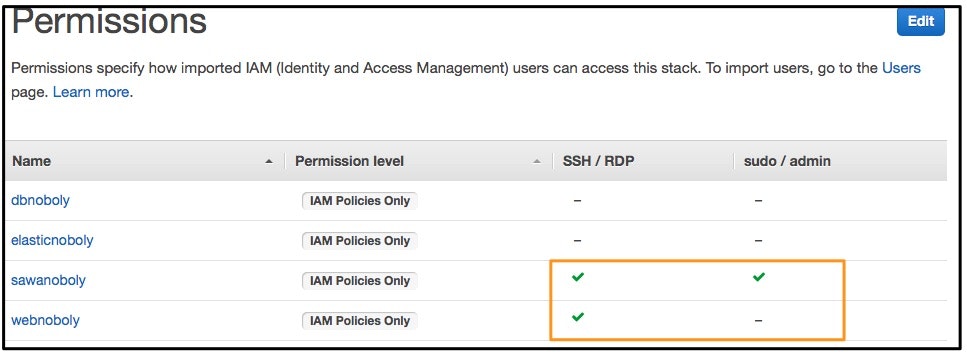 Permissions
Edit
Permissions specify how imported IAM (Identity and Access Management) users can access this stack. To import users, go to the Users
page. Learn more.
Name Permission level SSH / RDP sudo / admin
dbnoboly IAM Policies Only – –
elasticnoboly IAM Policies Only – –
sawanoboly IAM Policies Only ✔ ✔
webnoboly IAM Policies Only ✔ –